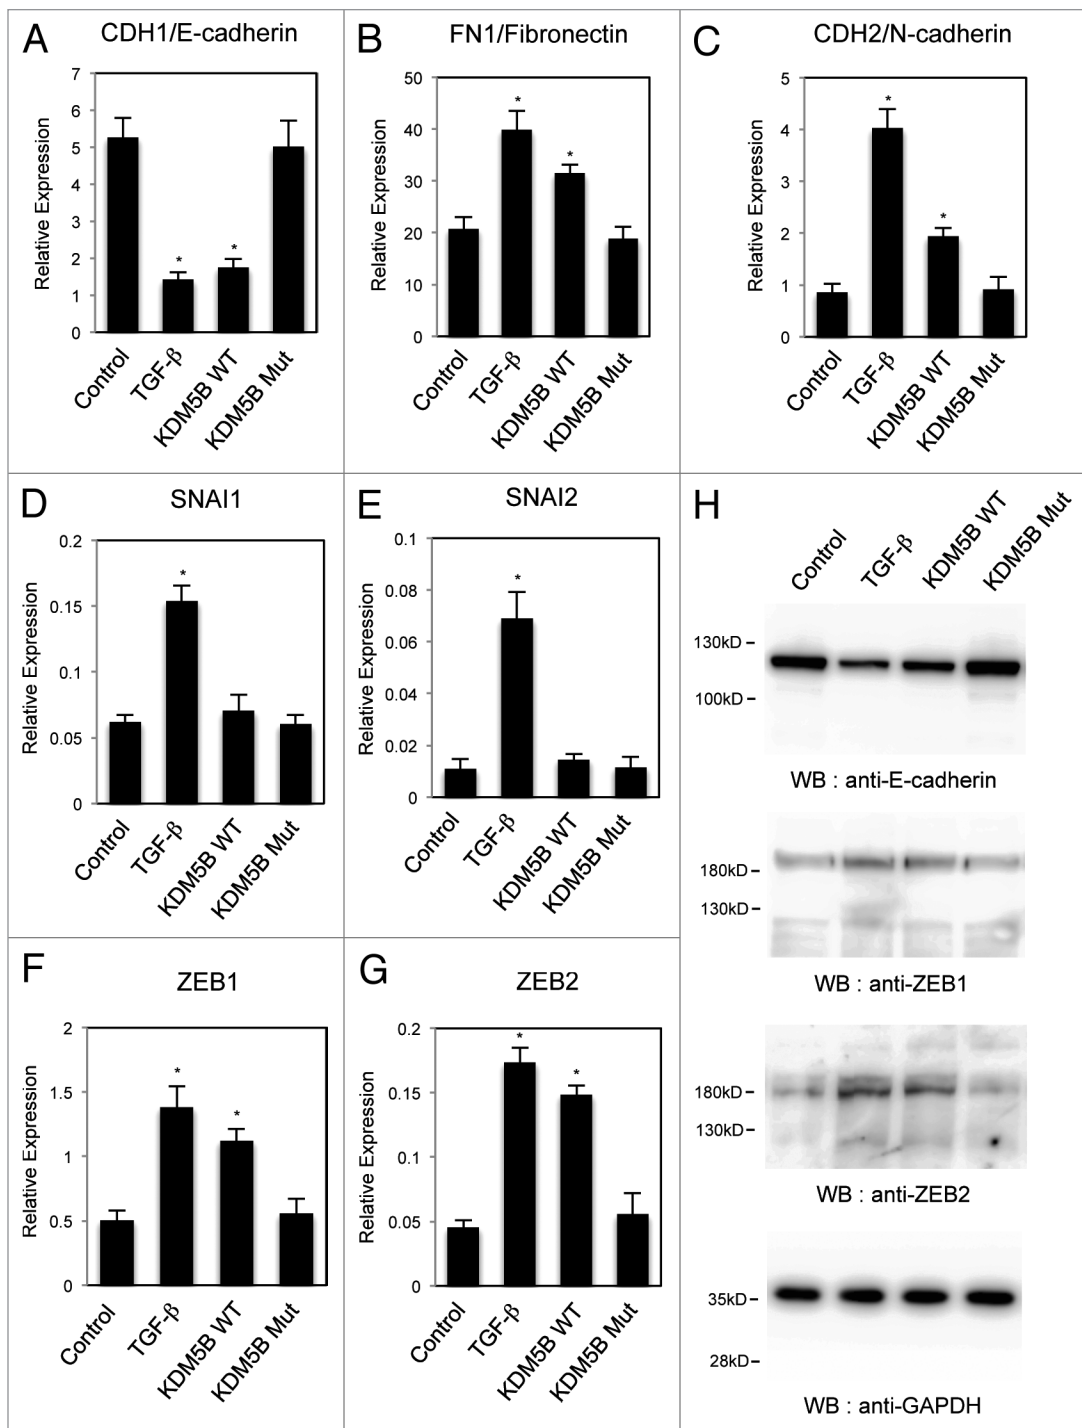 A
CDH1/E-cadherin
Relative Expression
7
6
5
4
3
2
1
0
Control
TGF-β
KDM5B WT
KDM5B Mut
B
FN1/Fibronectin
Relative Expression
50
40
30
20
10
0
Control
TGF-β
KDM5B WT
KDM5B Mut
C
CDH2/N-cadherin
Relative Expression
5
4
3
2
1
0
Control
TGF-β
KDM5B WT
KDM5B Mut
D
SNAI1
Relative Expression
0.2
0.15
0.1
0.05
0
Control
TGF-β
KDM5B WT
KDM5B Mut
E
SNAI2
Relative Expression
0.1
0.08
0.06
0.04
0.02
0
Control
TGF-β
KDM5B WT
KDM5B Mut
F
ZEB1
Relative Expression
2
1.5
1
0.5
0
Control
TGF-β
KDM5B WT
KDM5B Mut
G
ZEB2
Relative Expression
0.2
0.15
0.1
0.05
0
Control
TGF-β
KDM5B WT
KDM5B Mut
H
Control
TGF-β
KDM5B WT
KDM5B Mut
130kD
100kD
WB : anti-E-cadherin
180kD
130kD
WB : anti-ZEB1
180kD
130kD
WB : anti-ZEB2
35kD
28kD
WB : anti-GAPDH